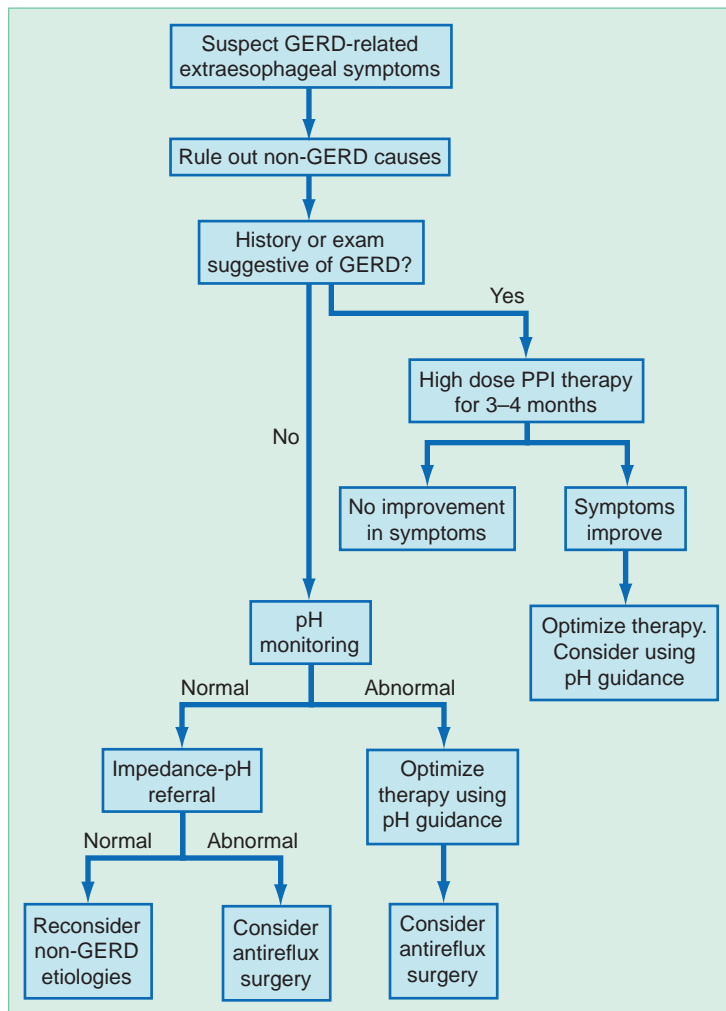 Suspect GERD-related
extraesophageal symptoms
Rule out non-GERD causes
History or exam
suggestive of GERD?
Yes
High dose PPI therapy
for 3–4 months
No
No improvement
in symptoms
Symptoms
improve
Optimize therapy.
Consider using
pH guidance
pH
monitoring
Normal
Abnormal
Impedance-pH
referral
Optimize
therapy using
pH guidance
Normal
Abnormal
Reconsider
non-GERD
etiologies
Consider
antireflux
surgery
Consider
antireflux
surgery